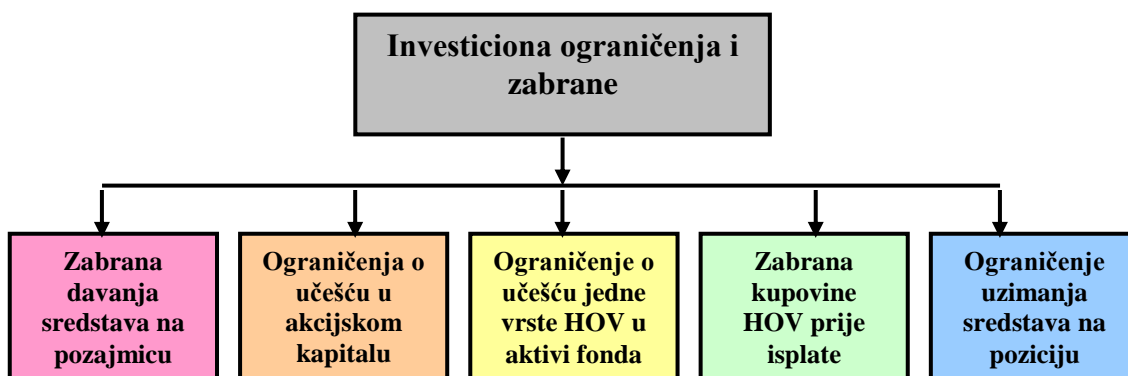 Investiciona ograničenja i
zabrane
Zabrana
davanja
sredstava na
pozajmicu
Ograničenja o
učešću u
akcijskom
kapitalu
Ograničenje o
učešću jedne
vrste HOV u
aktivi fonda
Zabrana
kupovine
HOV prije
isplate
Ograničenje
uzimanja
sredstava na
poziciju